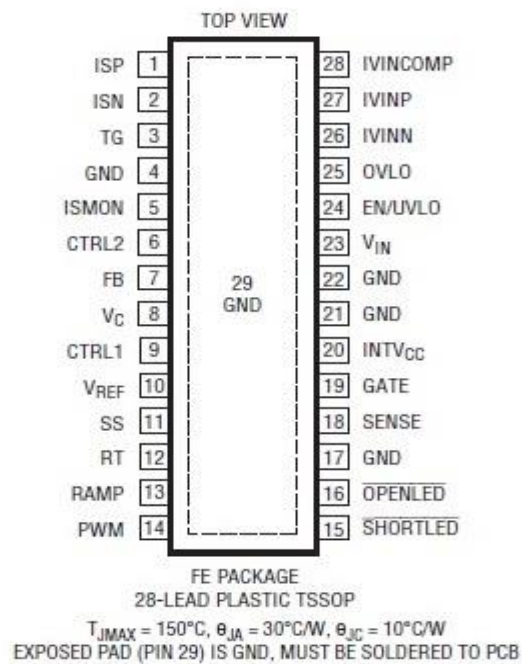 TOP VIEW
ISP 1 28 IVINCOMP
ISN 2 27 IVINP
TG 3 26 IVINN
GND 4 25 OVLO
ISMON 5 24 EN/UVLO
CTRL2 6 23 VIN
FB 7 22 GND
29
GND
VC 8 21 GND
CTRL1 9 20 INTVCC
VREF 10 19 GATE
SS 11 18 SENSE
RT 12 17 GND
RAMP 13 16 OPENLED
PWM 14 15 SHORTLED
FE PACKAGE
28-LEAD PLASTIC TSSOP
TJMAX = 150°C, θJA = 30°C/W, θJC = 10°C/W
EXPOSED PAD (PIN 29) IS GND, MUST BE SOLDERED TO PCB